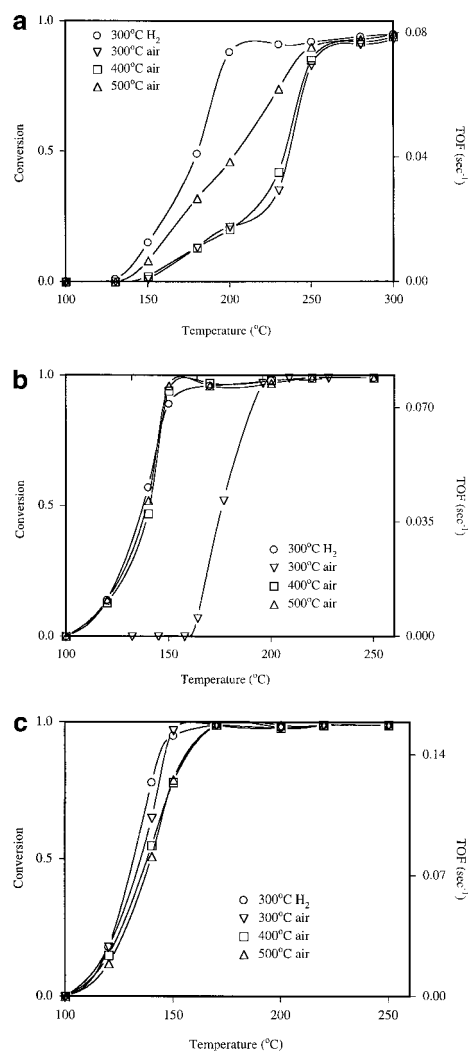 a
1.0
0.5
0.0
Conversion
300°C H2
300°C air
400°C air
500°C air
0.08
0.04
0.00
TOF (sec-1)
100 150 200 250 300
Temperature (°C)
b
1.0
0.5
0.0
Conversion
300°C H2
300°C air
400°C air
500°C air
0.070
0.035
0.000
TOF (sec-1)
100 150 200 250
Temperature (°C)
c
1.0
0.5
0.0
Conversion
300°C H2
300°C air
400°C air
500°C air
0.14
0.07
0.00
TOF (sec-1)
100 150 200 250
Temperature (°C)